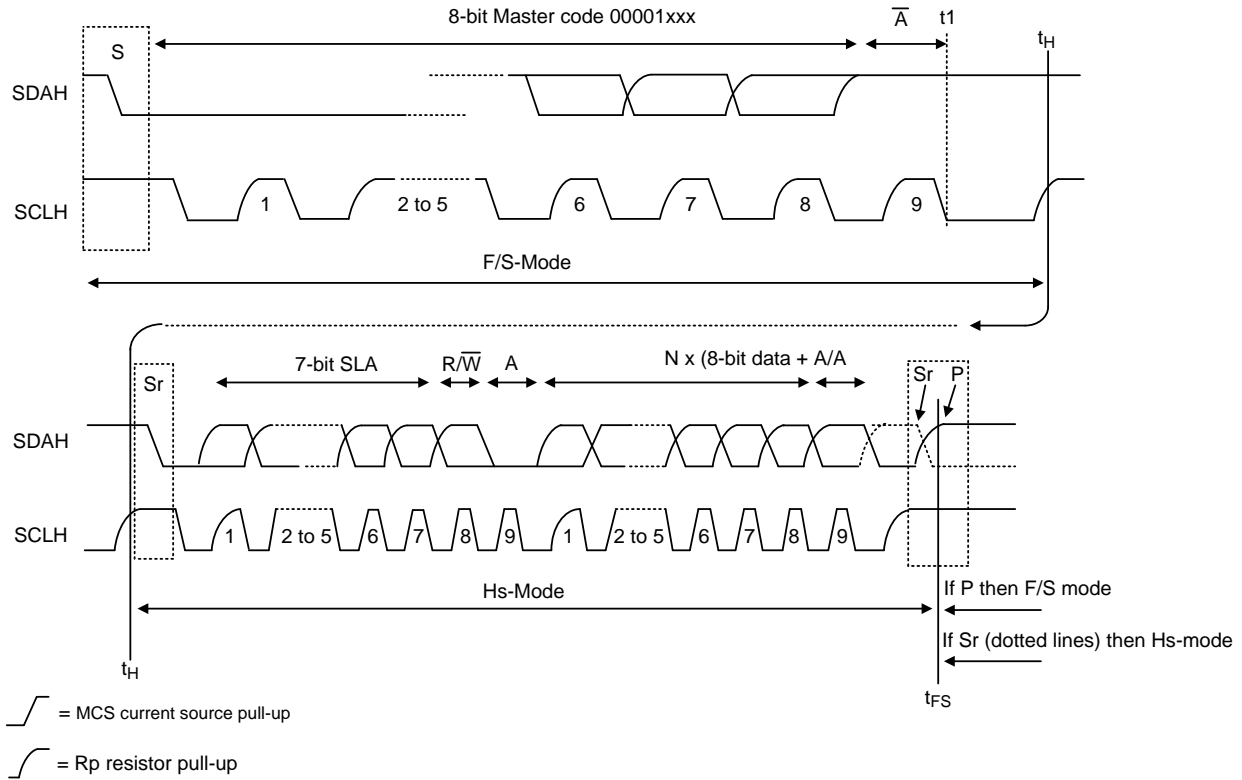 8-bit Master code 00001xxx
A̅
t1
tH
S
SDAH
SCLH
1
2 to 5
6
7
8
9
F/S-Mode
Sr
7-bit SLA
R/W̅
A
N x (8-bit data + A/A
Sr
P
SDAH
SCLH
1
2 to 5
6
7
8
9
1
2 to 5
6
7
8
9
Hs-Mode
If P then F/S mode
If Sr (dotted lines) then Hs-mode
tH
tFS
= MCS current source pull-up
= Rp resistor pull-up